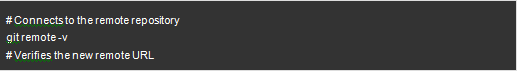 # Connects to the remote repository
git remote -v
# Verifies the new remote URL